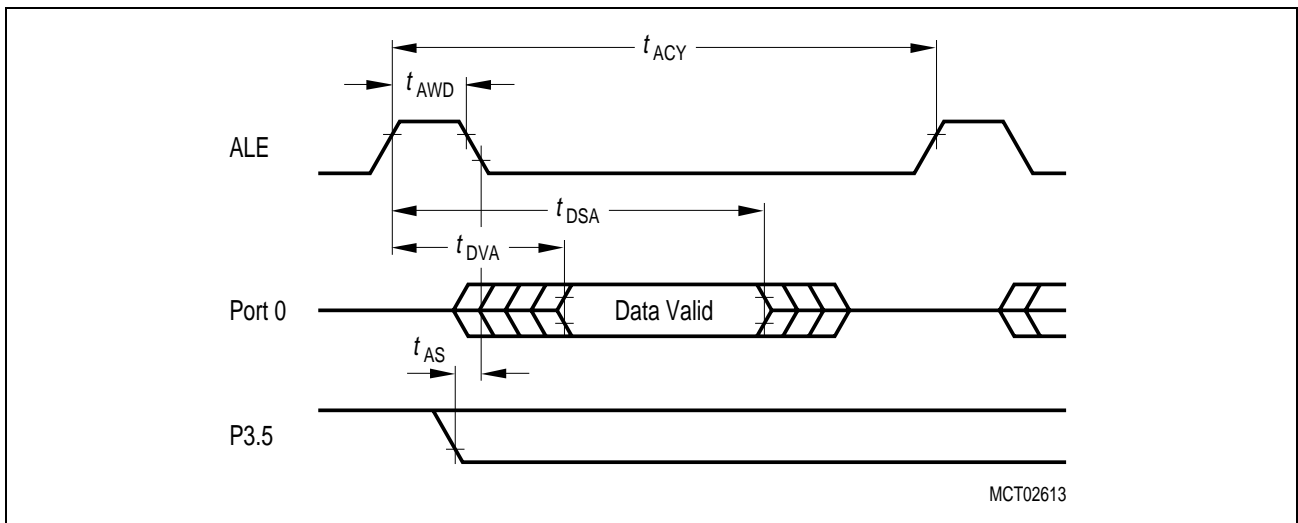 t ACY
t AWD
ALE
t DSA
t DVA
Port 0
Data Valid
t AS
P3.5
MCT02613